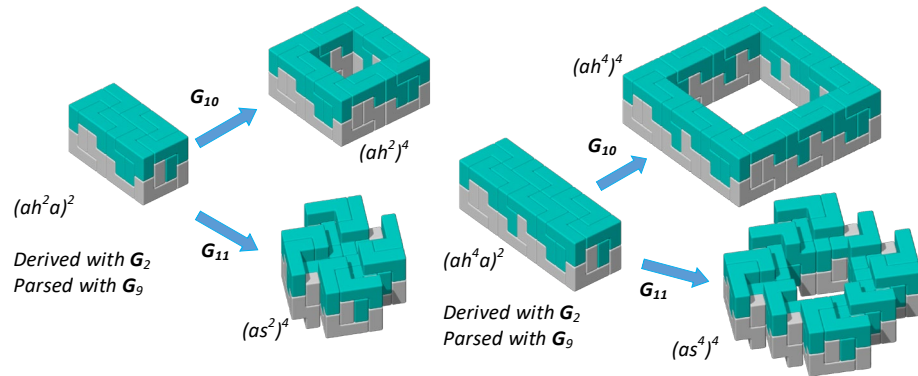 G₁₀
(ah²)⁴
(ah²a)²
G₁₁
Derived with G₂
Parsed with G₉
(as²)⁴
(ah⁴)⁴
G₁₀
(ah⁴a)²
G₁₁
Derived with G₂
Parsed with G₉
(as⁴)⁴